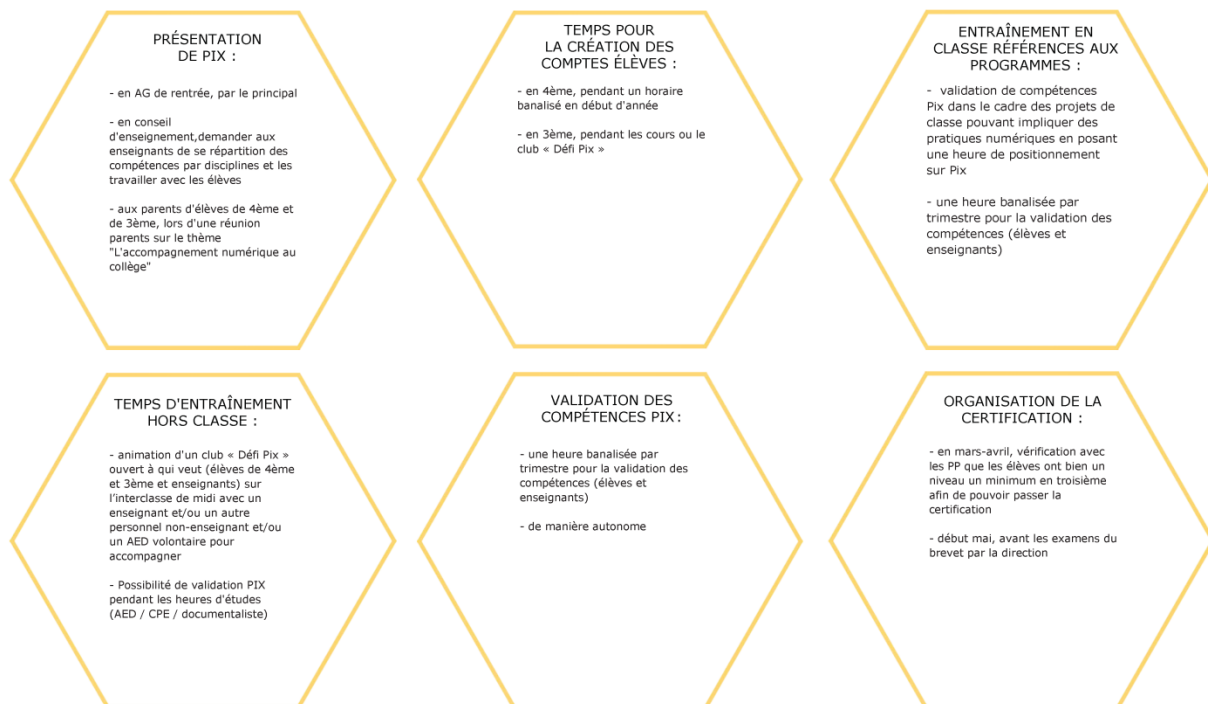 PRÉSENTATION
DE PIX :
- en AG de rentrée, par le principal
- en conseil
d'enseignement,demander aux
enseignants de se répartition des
compétences par disciplines et les
travailler avec les élèves
- aux parents d'élèves de 4ème et
de 3ème, lors d'une réunion
parents sur le thème
"L'accompagnement numérique au
collège"
TEMPS POUR
LA CRÉATION DES
COMPTES ÉLÈVES :
- en 4ème, pendant un horaire
banalisé en début d'année
- en 3ème, pendant les cours ou le
club « Défi Pix »
ENTRAÎNEMENT EN
CLASSE RÉFÉRENCES AUX
PROGRAMMES :
- validation de compétences
Pix dans le cadre des projets de
classe pouvant impliquer des
pratiques numériques en posant
une heure de positionnement
sur Pix
- une heure banalisée par
trimestre pour la validation des
compétences (élèves et
enseignants)
TEMPS D'ENTRAÎNEMENT
HORS CLASSE :
- animation d'un club « Défi Pix »
ouvert à qui veut (élèves de 4ème
et 3ème et enseignants) sur
l'interclasse de midi avec un
enseignant et/ou un autre
personnel non-enseignant et/ou
un AED volontaire pour
accompagner
- Possibilité de validation PIX
pendant les heures d'études
(AED / CPE / documentaliste)
VALIDATION DES
COMPÉTENCES PIX :
- une heure banalisée par
trimestre pour la validation des
compétences (élèves et
enseignants)
- de manière autonome
ORGANISATION DE LA
CERTIFICATION :
- en mars-avril, vérification avec
les PP que les élèves ont bien un
niveau un minimum en troisième
afin de pouvoir passer la
certification
- début mai, avant les examens du
brevet par la direction